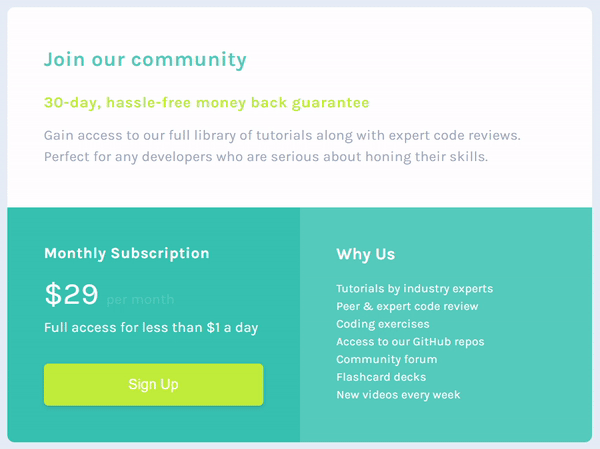 Join our community
30-day, hassle-free money back guarantee
Gain access to our full library of tutorials along with expert code reviews.
Perfect for any developers who are serious about honing their skills.
Monthly Subscription
$29 per month
Full access for less than $1 a day
Sign Up
Why Us
Tutorials by industry experts
Peer & expert code review
Coding exercises
Access to our GitHub repos
Community forum
Flashcard decks
New videos every week